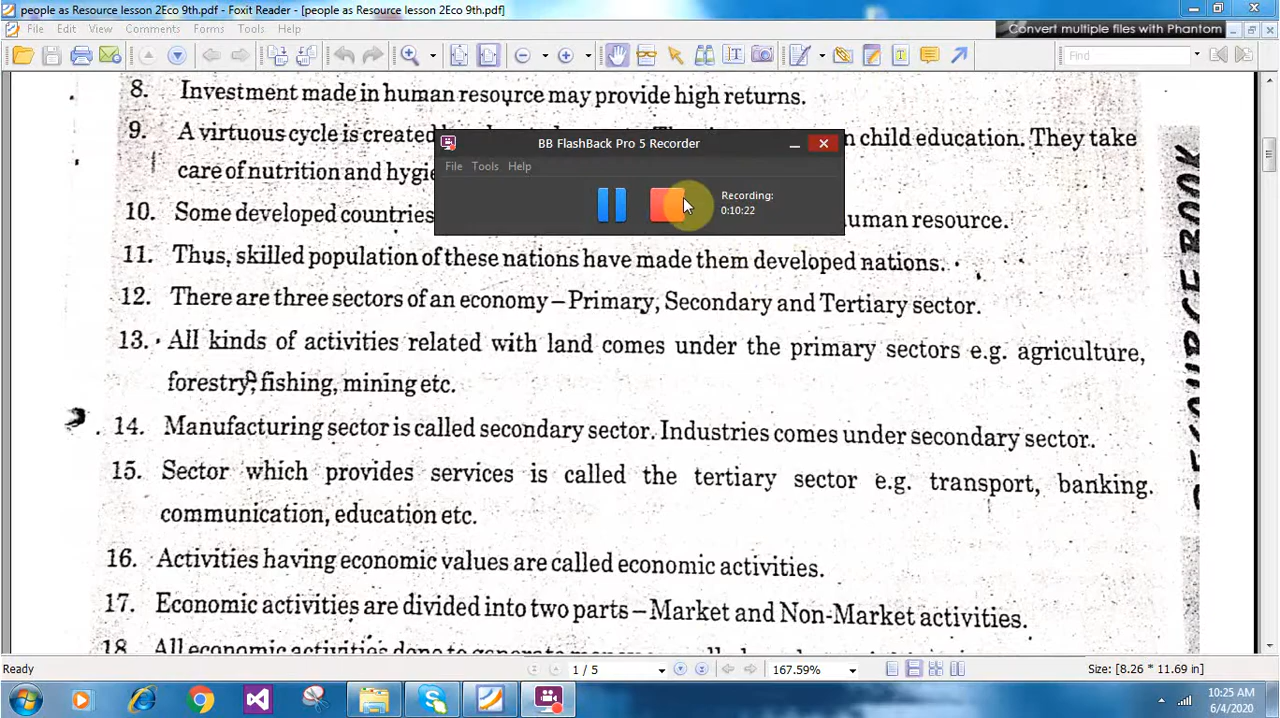 people as Resource lesson 2Eco 9th.pdf - Foxit Reader - [people as Resource lesson 2Eco 9th.pdf]
File Edit View Comments Forms Tools Help
Convert multiple files with Phantom
Find
8. Investment made in human resource may provide high returns.
9. A virtuous cycle is created child education. They take
care of nutrition and hygie
10. Some developed countries uman resource.
11. Thus, skilled population of these nations have made them developed nations.
12. There are three sectors of an economy – Primary, Secondary and Tertiary sector.
13. All kinds of activities related with land comes under the primary sectors e.g. agriculture,
forestry, fishing, mining etc.
14. Manufacturing sector is called secondary sector. Industries comes under secondary sector.
15. Sector which provides services is called the tertiary sector e.g. transport, banking.
communication, education etc.
16. Activities having economic values are called economic activities.
17. Economic activities are divided into two parts – Market and Non-Market activities.
18. All economic activities done to generate
BB FlashBack Pro 5 Recorder
File Tools Help
Recording:
0:10:22
Ready
1 / 5
167.59%
Size: [8.26 * 11.69 in]
10:25 AM
6/4/2020